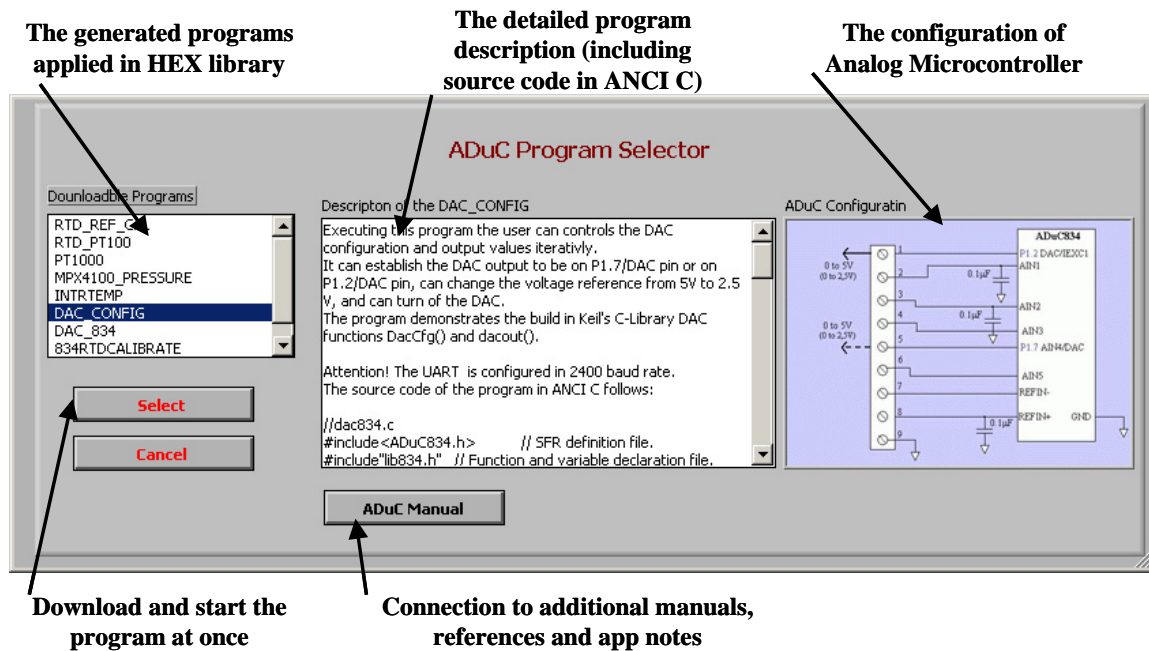 The generated programs
applied in HEX library
The detailed program
description (including
source code in ANCI C)
The configuration of
Analog Microcontroller
ADuC Program Selector
Dounloadble Programs
RTD_REF_C
RTD_PT100
PT1000
MPX4100_PRESSURE
INTRTEMP
DAC_CONFIG
DAC_834
834RTDCALIBRATE
Select
Cancel
Descripton of the DAC_CONFIG
Executing this program the user can controls the DAC
configuration and output values iterativly.
It can establish the DAC output to be on P1.7/DAC pin or on
P1.2/DAC pin, can change the voltage reference from 5V to 2.5
V, and can turn of the DAC.
The program demonstrates the build in Keil's C-Library DAC
functions DacCfg() and dacout().
Attention! The UART is configured in 2400 baud rate.
The source code of the program in ANCI C follows:
//dac834.c
#include<ADuC834.h> // SFR definition file.
#include"lib834.h" // Function and variable declaration file.
ADuC Manual
ADuC Configuratin
ADuC834
1
P1.2 DAC/IEXC1
0 to 5V
(0 to 2,5V)
2
AIN1
0.1µF
3
AIN2
0.1µF
4
AIN3
0 to 5V
(0 to 2,5V)
5
P1.7 AIN4/DAC
6
AIN5
7
REFIN-
8
REFIN+
GND
0.1µF
9
Download and start the
program at once
Connection to additional manuals,
references and app notes